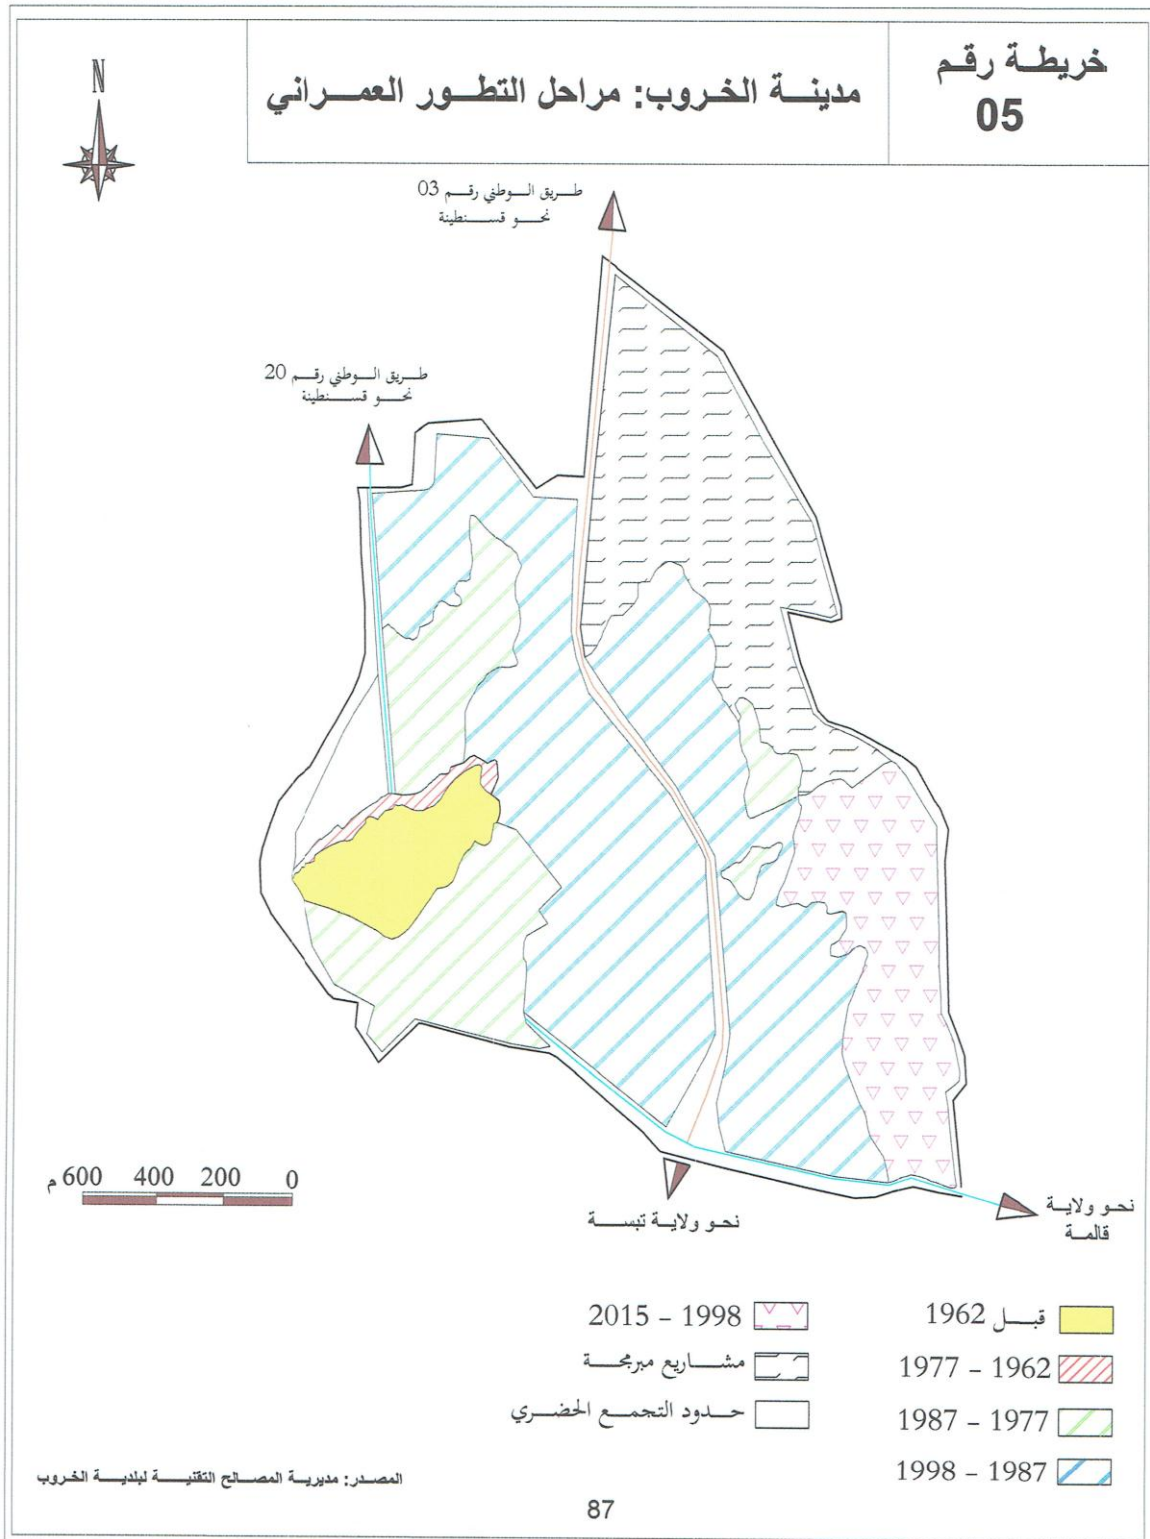 خريطة رقم
05
مدينة الخروب: مراحل التطور العمراني
N
طريق الوطني رقم 03
نحو قسنطينة
طريق الوطني رقم 20
نحو قسنطينة
م 600 400 200 0
نحو ولاية تبسة
نحو ولاية
قالمة
قبل 1962
1962 - 1977
1977 - 1987
1987 - 1998
1998 - 2015
مشاريع مبرمجة
حدود التجمع الحضري
المصدر: مديرية المصالح التقنية لبلدية الخروب
87